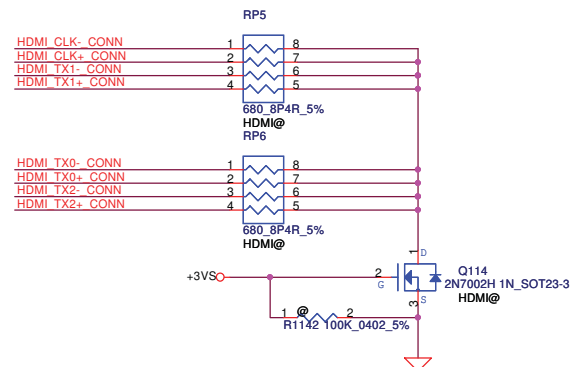 RP5
HDMI_CLK-_CONN 1 8
HDMI_CLK+_CONN 2 7
HDMI_TX1-_CONN 3 6
HDMI_TX1+_CONN 4 5
680_8P4R_5%
HDMI@
RP6
HDMI_TX0-_CONN 1 8
HDMI_TX0+_CONN 2 7
HDMI_TX2-_CONN 3 6
HDMI_TX2+_CONN 4 5
680_8P4R_5%
HDMI@
1 D
+3VS 2 G
Q114
2N7002H 1N_SOT23-3
HDMI@
3 S
1 @ 2
R1142 100K_0402_5%